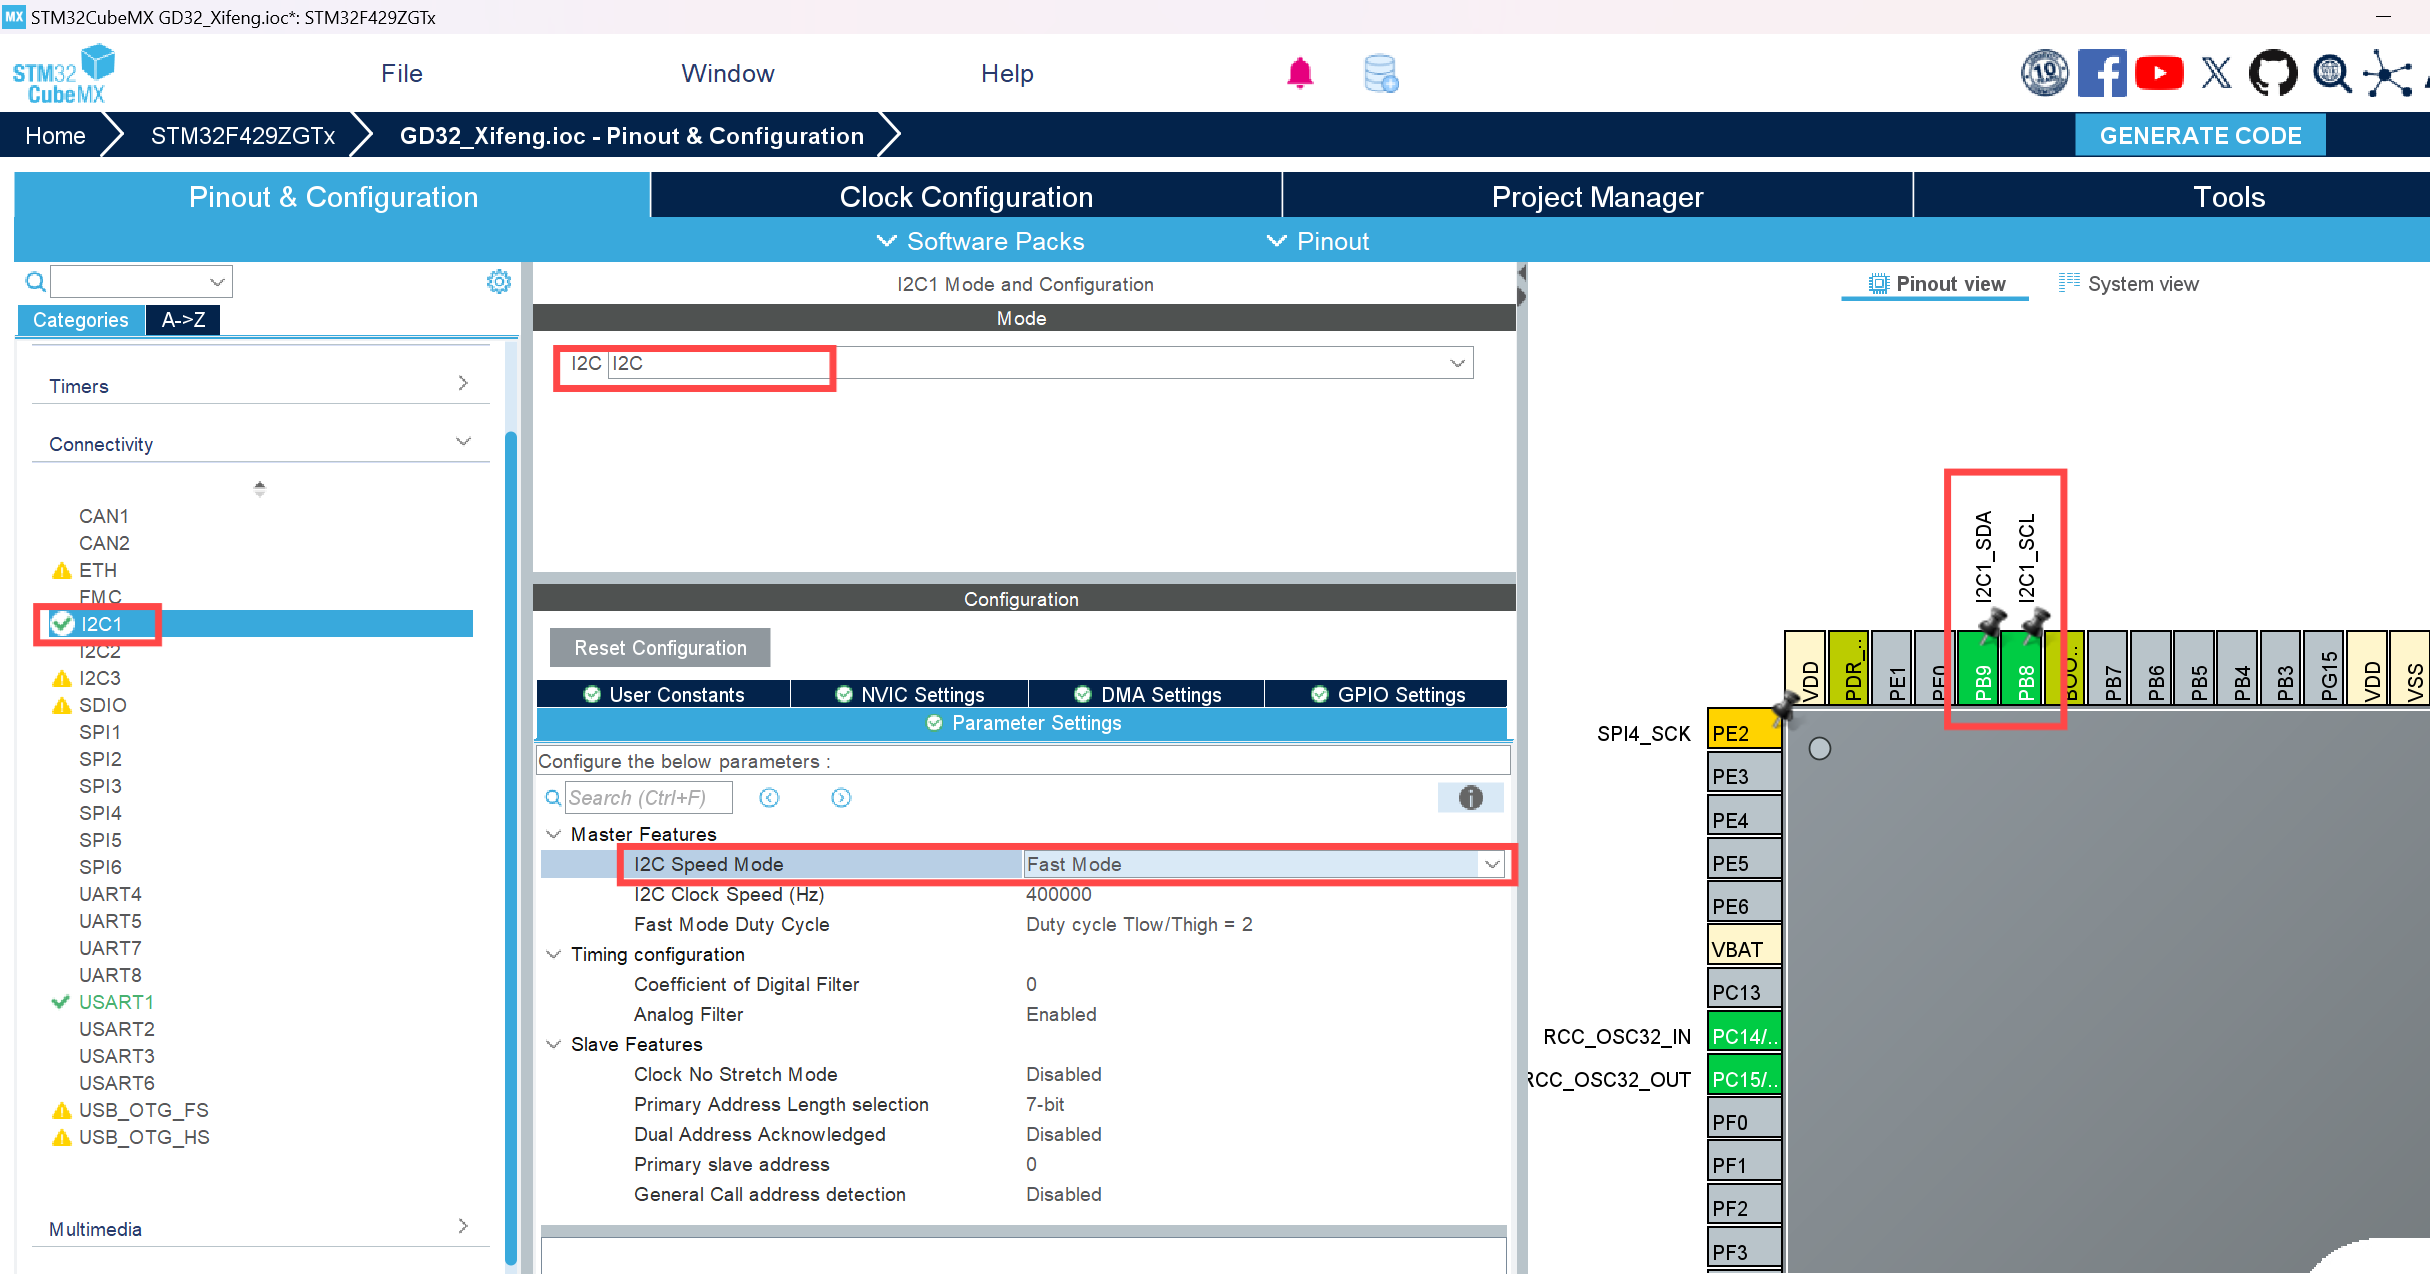 MX STM32CubeMX GD32_Xifeng.ioc*: STM32F429ZGTx
STM32
CubeMX
File
Window
Help
10
Home
STM32F429ZGTx
GD32_Xifeng.ioc - Pinout & Configuration
GENERATE CODE
Pinout & Configuration
Clock Configuration
Project Manager
Tools
Software Packs
Pinout
Categories
A->Z
Timers
Connectivity
CAN1
CAN2
ETH
FMC
I2C1
I2C2
I2C3
SDIO
SPI1
SPI2
SPI3
SPI4
SPI5
SPI6
UART4
UART5
UART7
UART8
USART1
USART2
USART3
USART6
USB_OTG_FS
USB_OTG_HS
Multimedia
I2C1 Mode and Configuration
Mode
I2C I2C
Configuration
Reset Configuration
User Constants
NVIC Settings
DMA Settings
GPIO Settings
Parameter Settings
Configure the below parameters :
Search (Ctrl+F)
Master Features
I2C Speed Mode Fast Mode
I2C Clock Speed (Hz) 400000
Fast Mode Duty Cycle Duty cycle Tlow/Thigh = 2
Timing configuration
Coefficient of Digital Filter 0
Analog Filter Enabled
Slave Features
Clock No Stretch Mode Disabled
Primary Address Length selection 7-bit
Dual Address Acknowledged Disabled
Primary slave address 0
General Call address detection Disabled
Pinout view
System view
I2C1_SDA
I2C1_SCL
VDD
PDR_..
PE1
PE0
PB9
PB8
BOO..
PB7
PB6
PB5
PB4
PB3
PG15
VDD
VSS
SPI4_SCK PE2
PE3
PE4
PE5
PE6
VBAT
PC13
RCC_OSC32_IN PC14/..
RCC_OSC32_OUT PC15/..
PF0
PF1
PF2
PF3